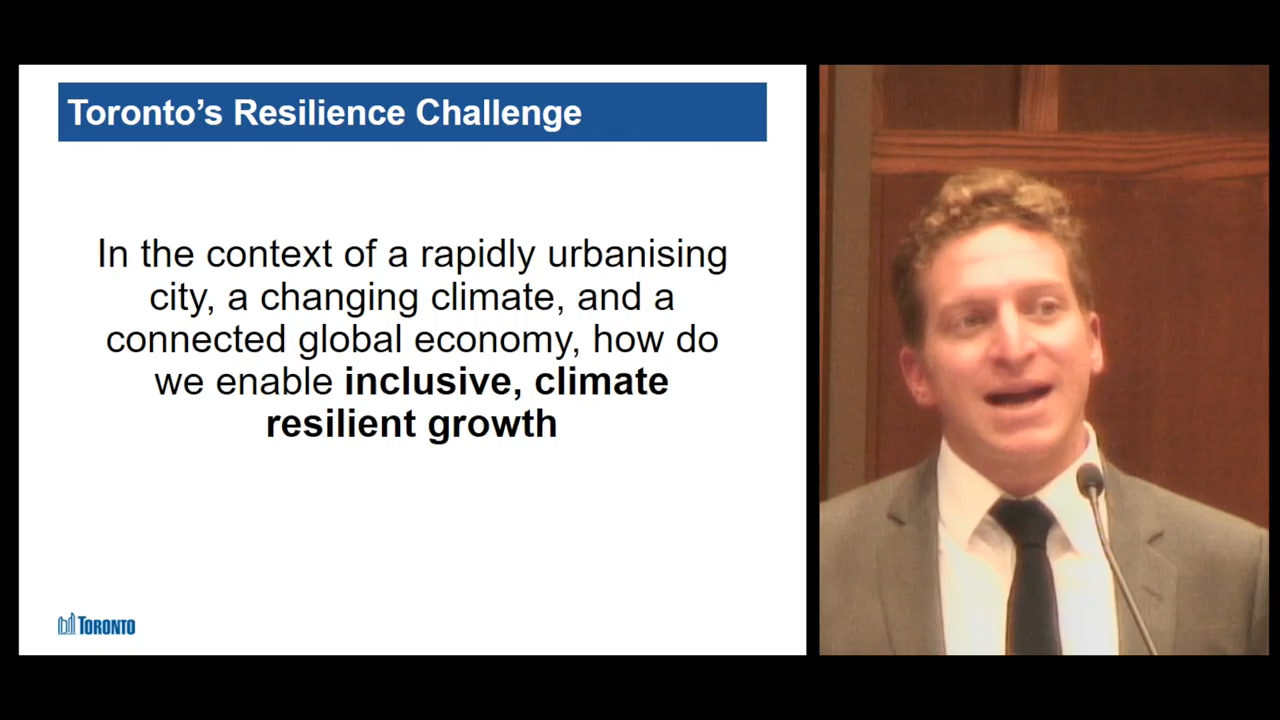 Toronto’s Resilience Challenge
In the context of a rapidly urbanising
city, a changing climate, and a
connected global economy, how do
we enable inclusive, climate
resilient growth
TORONTO